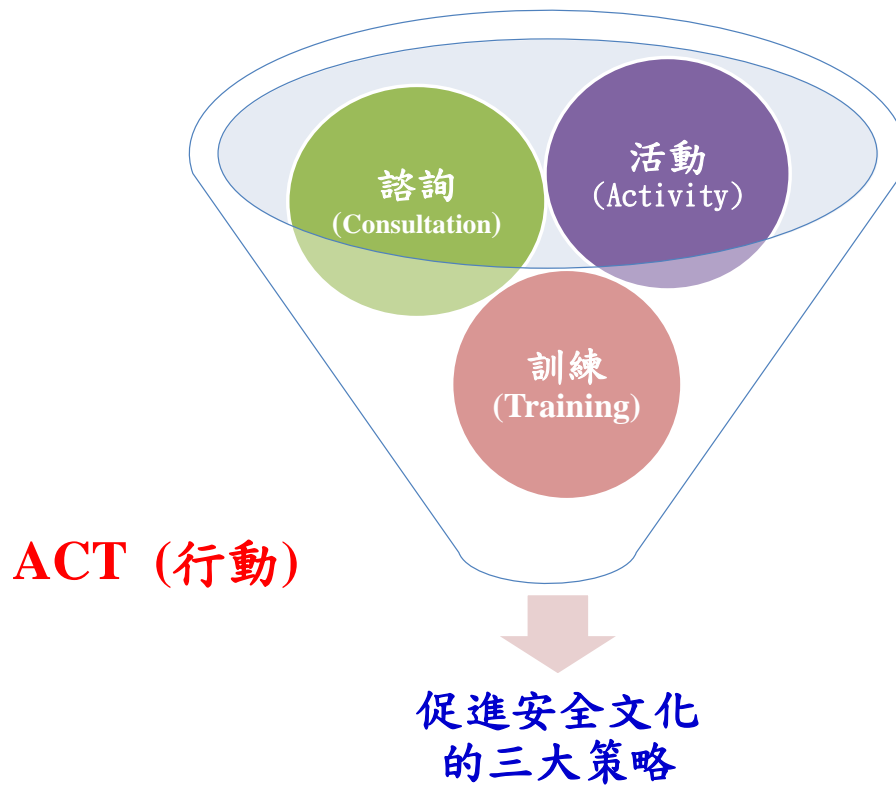 諮詢
(Consultation)
活動
(Activity)
訓練
(Training)
ACT (行動)
促進安全文化
的三大策略